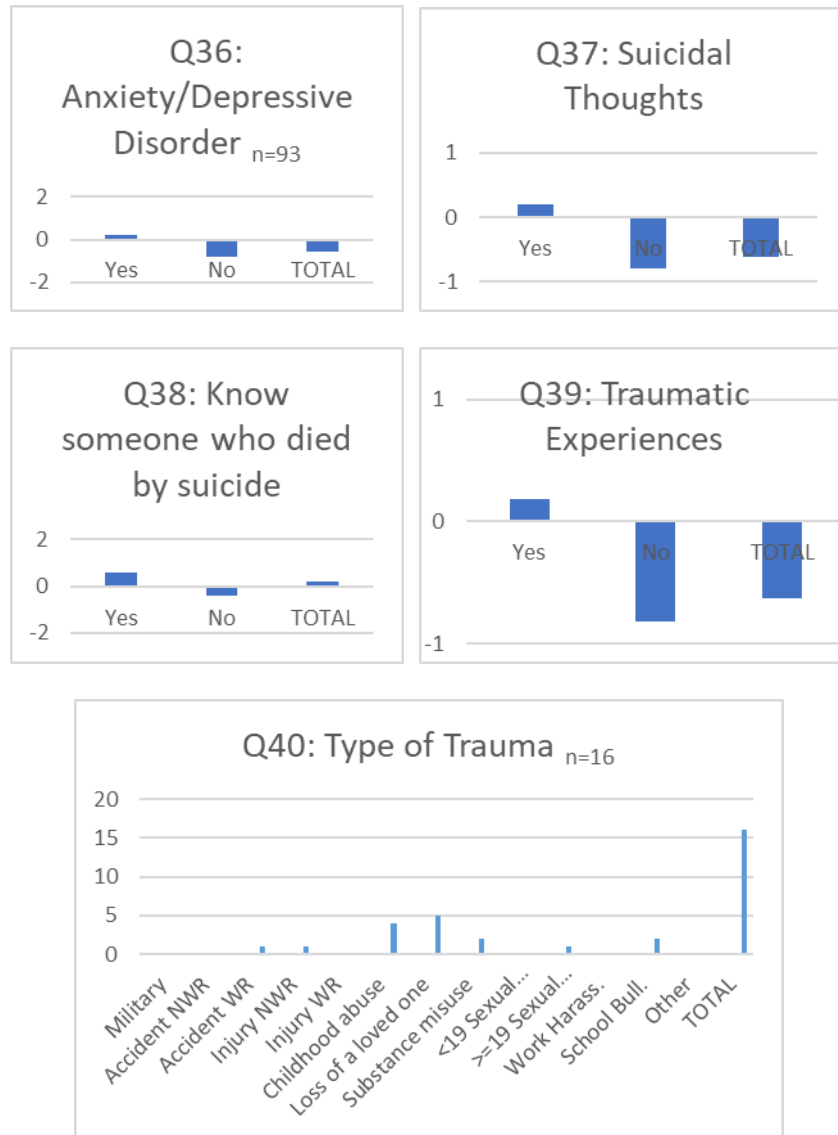 Q36:
Anxiety/Depressive
Disorder n=93
2
0
-2
Yes No TOTAL
Q37: Suicidal
Thoughts
1
0
-1
Yes No TOTAL
Q38: Know
someone who died
by suicide
2
0
-2
Yes No TOTAL
Q39: Traumatic
Experiences
1
0
-1
Yes No TOTAL
Q40: Type of Trauma n=16
20
15
10
5
0
Military
Accident NWR
Accident WR
Injury NWR
Injury WR
Childhood abuse
Loss of a loved one
Substance misuse
<19 Sexual...
>=19 Sexual...
Work Harass.
School Bull.
Other
TOTAL